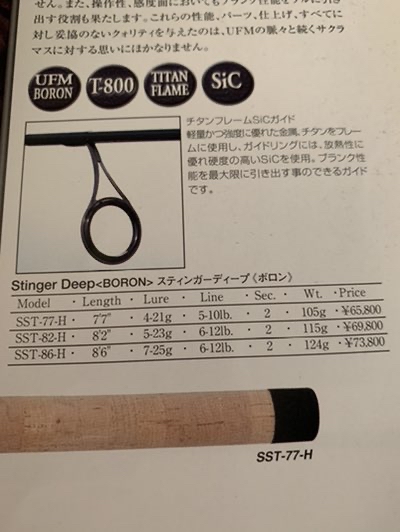 せん。また、操作性、感度面においてもブランク性能をフルに引き
出す役割も果たします。これらの性能、パーツ、仕上げ、すべてに
対し妥協のないクォリティを与えたのは、UFMの脈々と続くサクラ
マスに対する思いにほかなりません。
UFM BORON
T-800
TITAN FLAME
SiC
チタンフレームSiCガイド
軽量かつ強度に優れた金属、チタンをフレー
ムに使用し、ガイドリングには、放熱性に
優れ硬度の高いSiCを使用。ブランク性
能を最大限に引き出す事のできるガイド
です。
Stinger Deep<BORON> スティンガーディープ《ボロン》
Model ・ Length ・ Lure ・ Line ・ Sec. ・ Wt. ・ Price
SST-77-H ・ 7'7" ・ 4-21g ・ 5-10lb. ・ 2 ・ 105g ・ ¥65,800
SST-82-H ・ 8'2" ・ 5-23g ・ 6-12lb. ・ 2 ・ 115g ・ ¥69,800
SST-86-H ・ 8'6" ・ 7-25g ・ 6-12lb. ・ 2 ・ 124g ・ ¥73,800
SST-77-H